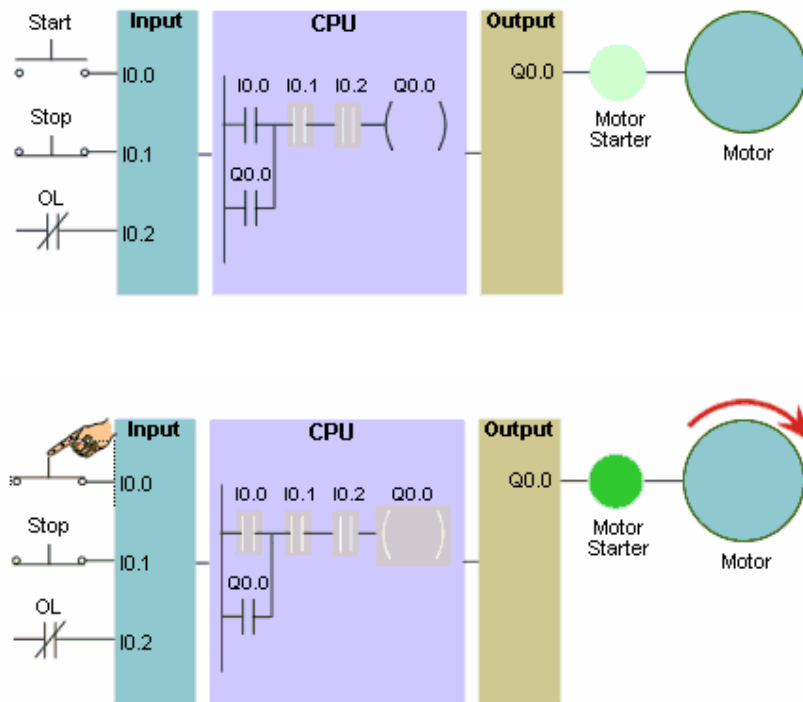 Start
Input
CPU
Output
I0.0
I0.0 I0.1 I0.2 Q0.0
Q0.0
Stop
I0.1
Q0.0
Motor
Starter
Motor
OL
I0.2
Input
CPU
Output
I0.0
I0.0 I0.1 I0.2 Q0.0
Q0.0
Stop
I0.1
Q0.0
Motor
Starter
Motor
OL
I0.2